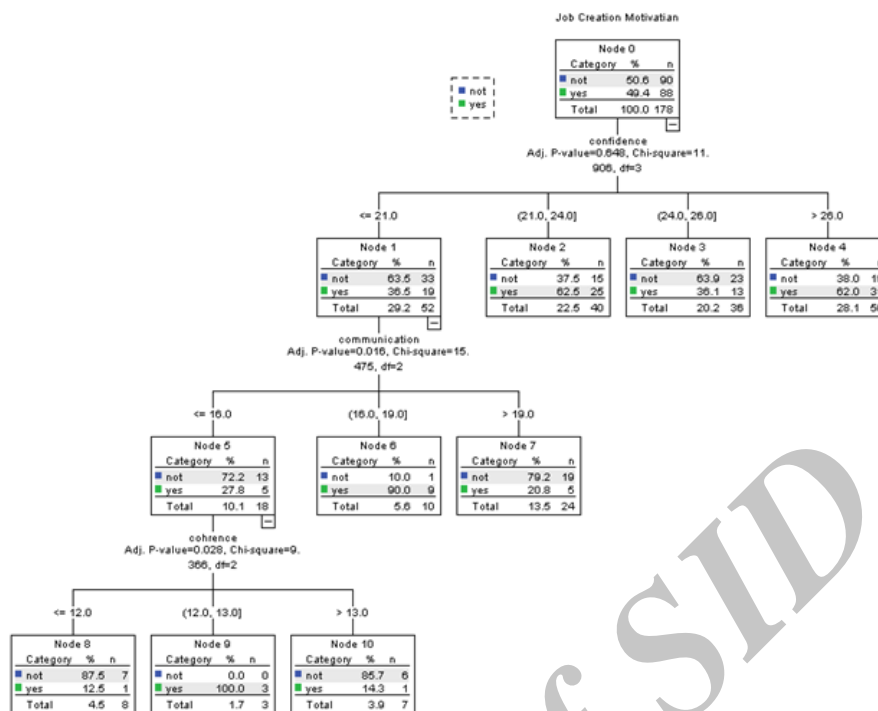 Job Creation Motivatian
not
yes
Node 0
Category % n
not 50.6 90
yes 49.4 88
Total 100.0 178
confidence
Adj. P-value=0.648, Chi-square=11.
906, df=3
<= 21.0
(21.0, 24.0]
(24.0, 26.0]
> 26.0
Node 1
Category % n
not 63.5 33
yes 36.5 19
Total 29.2 52
Node 2
Category % n
not 37.5 15
yes 62.5 25
Total 22.5 40
Node 3
Category % n
not 63.9 23
yes 36.1 13
Total 20.2 36
Node 4
Category %
not 38.0
yes 62.0
Total 28.1
communication
Adj. P-value=0.016, Chi-square=15.
475, df=2
<= 16.0
(16.0, 19.0]
> 19.0
Node 5
Category % n
not 72.2 13
yes 27.8 5
Total 10.1 18
Node 6
Category % n
not 10.0 1
yes 90.0 9
Total 5.6 10
Node 7
Category % n
not 79.2 19
yes 20.8 5
Total 13.5 24
cohrence
Adj. P-value=0.028, Chi-square=9.
366, df=2
<= 12.0
(12.0, 13.0]
> 13.0
Node 8
Category % n
not 87.5 7
yes 12.5 1
Total 4.5 8
Node 9
Category % n
not 0.0 0
yes 100.0 3
Total 1.7 3
Node 10
Category % n
not 85.7 6
yes 14.3 1
Total 3.9 7
of SID